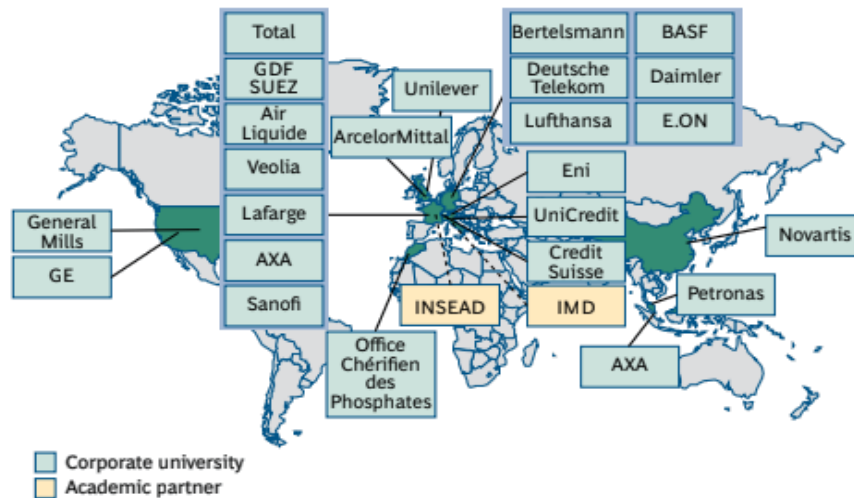 Total
GDF
SUEZ
Air
Liquide
Veolia
Lafarge
AXA
Sanofi
General
Mills
GE
Unilever
ArcelorMittal
Bertelsmann
BASF
Deutsche
Telekom
Daimler
Lufthansa
E.ON
Eni
UniCredit
Credit
Suisse
Novartis
Petronas
AXA
INSEAD
IMD
Office
Chérifien
des
Phosphates
Corporate university
Academic partner